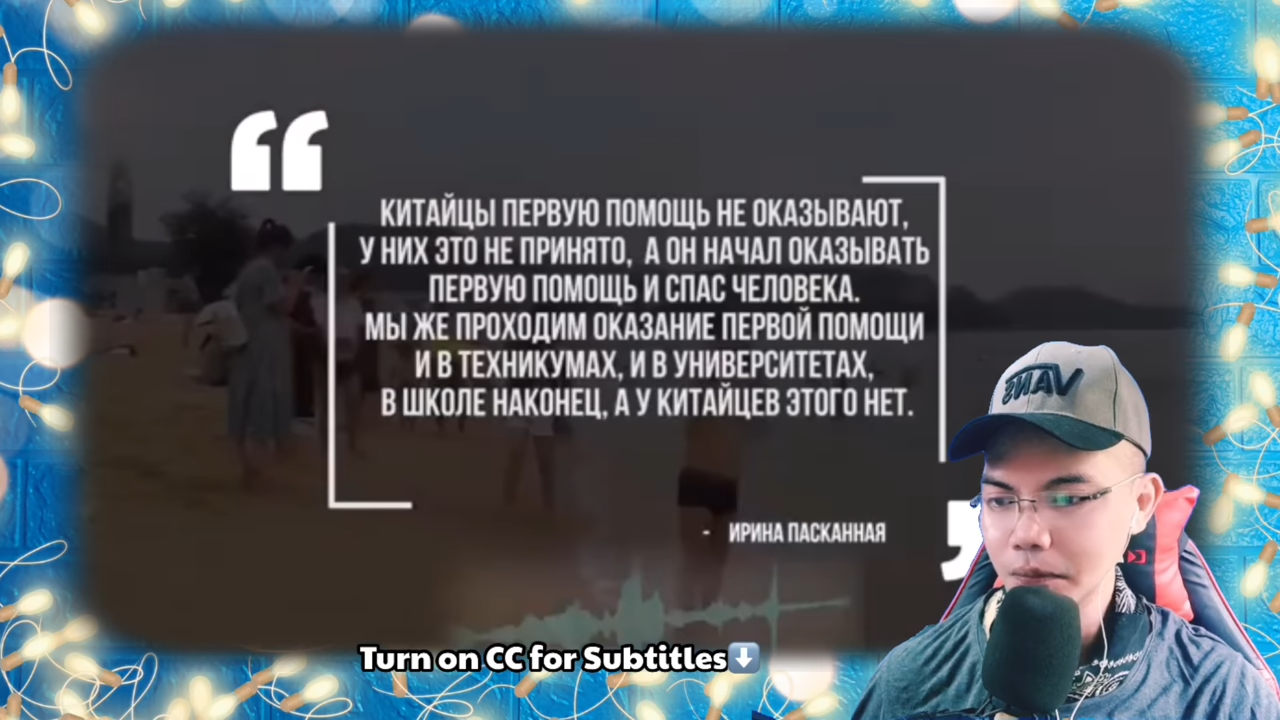 КИТАЙЦЫ ПЕРВУЮ ПОМОЩЬ НЕ ОКАЗЫВАЮТ,
У НИХ ЭТО НЕ ПРИНЯТО, А ОН НАЧАЛ ОКАЗЫВАТЬ
ПЕРВУЮ ПОМОЩЬ И СПАС ЧЕЛОВЕКА.
МЫ ЖЕ ПРОХОДИМ ОКАЗАНИЕ ПЕРВОЙ ПОМОЩИ
И В ТЕХНИКУМАХ, И В УНИВЕРСИТЕТАХ,
В ШКОЛЕ НАКОНЕЦ, А У КИТАЙЦЕВ ЭТОГО НЕТ.
- ИРИНА ПАСКАННАЯ
VANS
Turn on CC for Subtitles